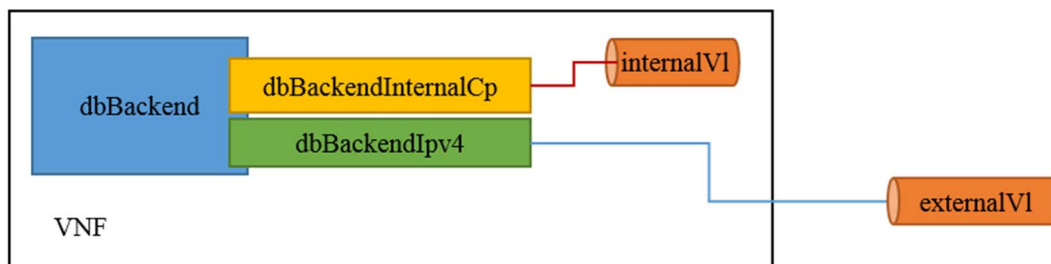 dbBackend
dbBackendInternalCp
dbBackendIpv4
internalVl
externalVl
VNF